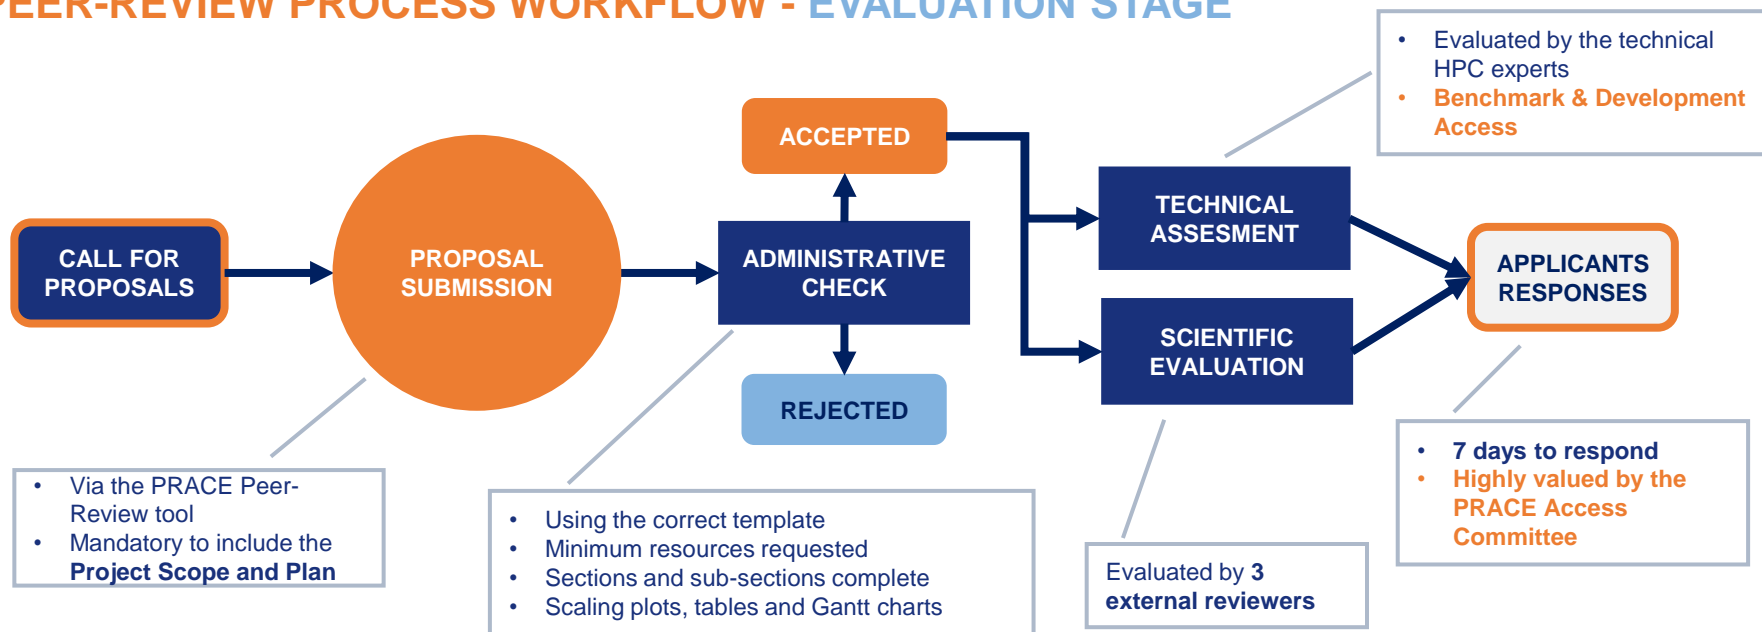 PEER-REVIEW PROCESS WORKFLOW - EVALUATION STAGE
• Evaluated by the technical
HPC experts
• Benchmark & Development
Access
ACCEPTED
CALL FOR
PROPOSALS
PROPOSAL
SUBMISSION
ADMINISTRATIVE
CHECK
TECHNICAL
ASSESMENT
APPLICANTS
RESPONSES
SCIENTIFIC
EVALUATION
REJECTED
• Via the PRACE Peer-
Review tool
• Mandatory to include the
Project Scope and Plan
• Using the correct template
• Minimum resources requested
• Sections and sub-sections complete
• Scaling plots, tables and Gantt charts
Evaluated by 3
external reviewers
• 7 days to respond
• Highly valued by the
PRACE Access
Committee